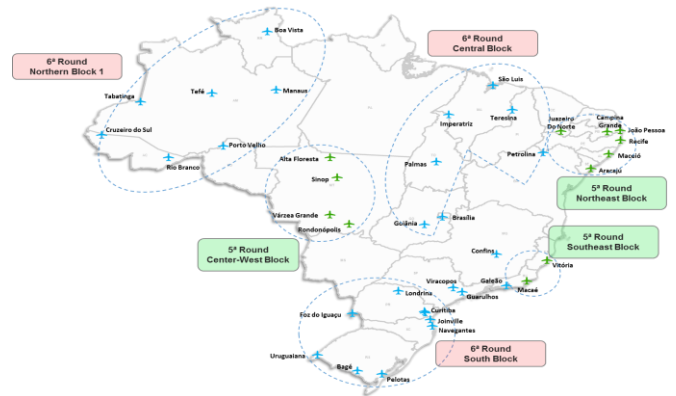 Boa Vista
6ª Round
Northern Block 1
6ª Round
Central Block
Tabatinga
Tefé
Manaus
São Luis
Cruzeiro do Sul
Imperatriz
Teresina
Juazeiro
Do Norte
Campina
Grande
João Pessoa
Recife
Porto Velho
Rio Branco
Petrolina
Maceió
Alta Floresta
Palmas
Aracajú
Sinop
5ª Round
Northeast Block
Várzea Grande
Rondonópolis
Goiânia
Brasília
5ª Round
Center-West Block
5ª Round
Southeast Block
Confins
Vitória
Viracopos
Galeão
Macaé
Londrina
Guarulhos
Foz do Iguaçu
Curitiba
Joinville
Navegantes
6ª Round
South Block
Uruguaiana
Bagé
Pelotas